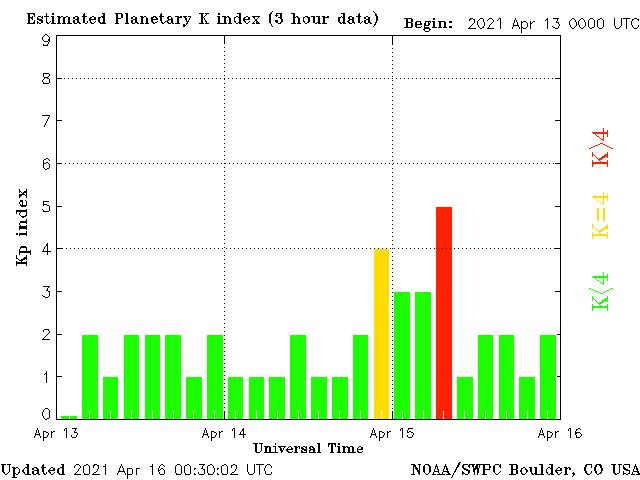 Estimated Planetary K index (3 hour data) Begin: 2021 Apr 13 0000 UTC
9
8
7
6
5
4
3
2
1
0
Kp index
K>4
K=4
K<4
Apr 13 Apr 14 Apr 15 Apr 16
Universal Time
Updated 2021 Apr 16 00:30:02 UTC NOAA/SWPC Boulder, CO USA